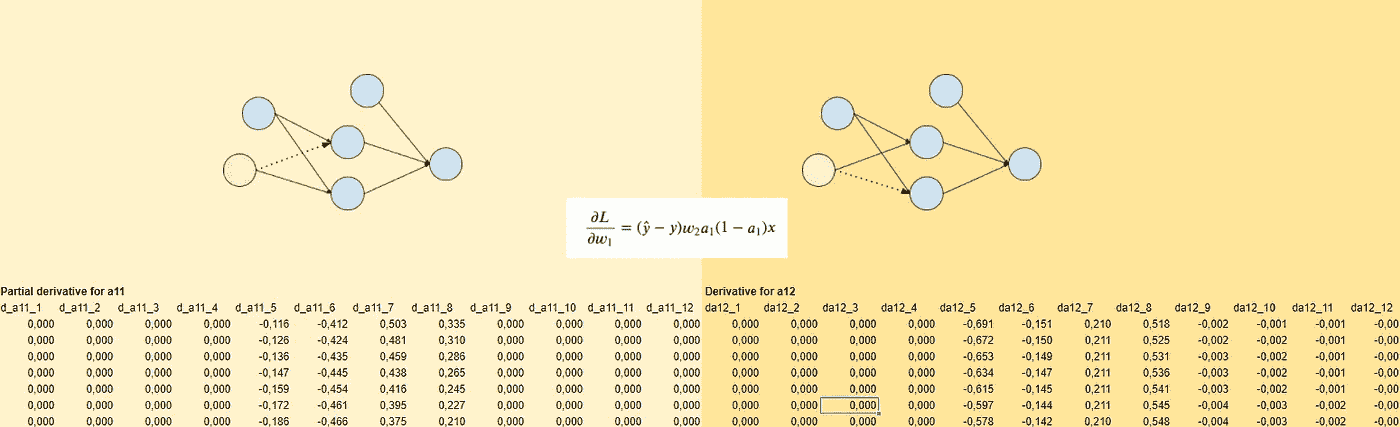 ∂L/∂w₁ = (ŷ − y)w₂a₁(1 − a₁)x
Partial derivative for a11 Derivative for a12
d_a11_1 d_a11_2 d_a11_3 d_a11_4 d_a11_5 d_a11_6 d_a11_7 d_a11_8 d_a11_9 d_a11_10 d_a11_11 d_a11_12 da12_1 da12_2 da12_3 da12_4 da12_5 da12_6 da12_7 da12_8 da12_9 da12_10 da12_11 da12_12
0,000 0,000 0,000 0,000 -0,116 -0,412 0,503 0,335 0,000 0,000 0,000 0,000 0,000 0,000 0,000 0,000 -0,691 -0,151 0,210 0,518 -0,002 -0,001 -0,001 -0,00
0,000 0,000 0,000 0,000 -0,126 -0,424 0,481 0,310 0,000 0,000 0,000 0,000 0,000 0,000 0,000 0,000 -0,672 -0,150 0,211 0,525 -0,002 -0,002 -0,001 -0,00
0,000 0,000 0,000 0,000 -0,136 -0,435 0,459 0,286 0,000 0,000 0,000 0,000 0,000 0,000 0,000 0,000 -0,653 -0,149 0,211 0,531 -0,003 -0,002 -0,001 -0,00
0,000 0,000 0,000 0,000 -0,147 -0,445 0,438 0,265 0,000 0,000 0,000 0,000 0,000 0,000 0,000 0,000 -0,634 -0,147 0,211 0,536 -0,003 -0,002 -0,001 -0,00
0,000 0,000 0,000 0,000 -0,159 -0,454 0,416 0,245 0,000 0,000 0,000 0,000 0,000 0,000 0,000 0,000 -0,615 -0,145 0,211 0,541 -0,003 -0,002 -0,001 -0,00
0,000 0,000 0,000 0,000 -0,172 -0,461 0,395 0,227 0,000 0,000 0,000 0,000 0,000 0,000 0,000 0,000 -0,597 -0,144 0,211 0,545 -0,004 -0,003 -0,002 -0,00
0,000 0,000 0,000 0,000 -0,186 -0,466 0,375 0,210 0,000 0,000 0,000 0,000 0,000 0,000 0,000 0,000 -0,578 -0,142 0,210 0,548 -0,004 -0,003 -0,002 -0,00